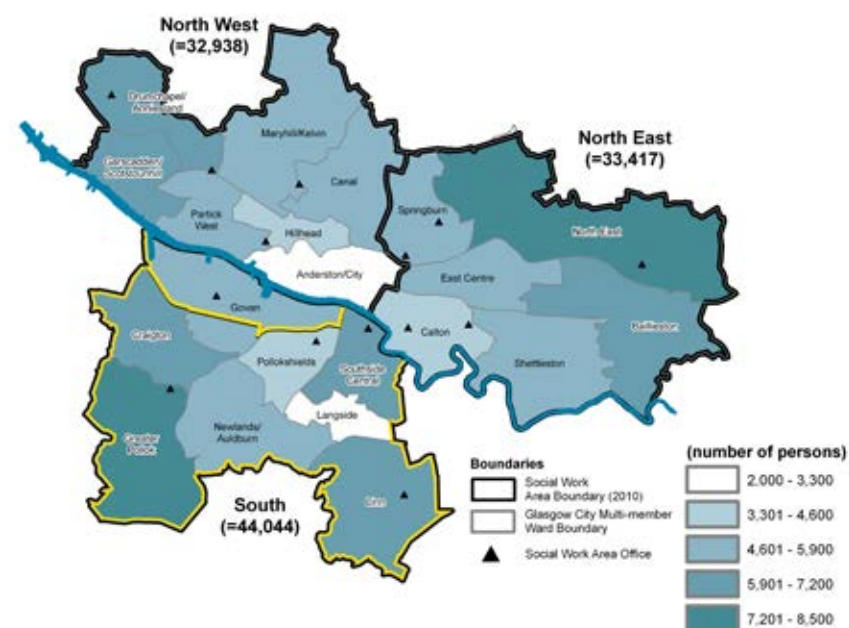 North West
(=32,938)
Drumchapel/
Anniesland
Maryhill/Kelvin
North East
(=33,417)
Garscadden/
Scotstounhill
Canal
Springburn
Partick
West
Hillhead
North East
Anderston/City
East Centre
Govan
Baillieston
Craigton
Calton
Pollokshields
Shettleston
Southside
Central
Langside
Greater
Pollok
Newlands/
Auldburn
Linn
South
(=44,044)
Boundaries
Social Work
Area Boundary (2010)
Glasgow City Multi-member
Ward Boundary
Social Work Area Office
(number of persons)
2,000 - 3,300
3,301 - 4,600
4,601 - 5,900
5,901 - 7,200
7,201 - 8,500